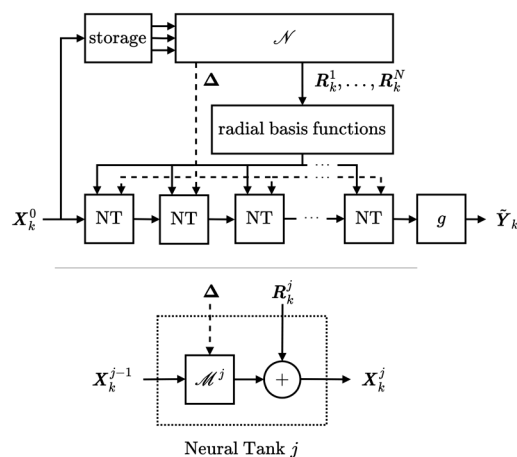 storage
𝒩
Δ
R_k^1, …, R_k^N
radial basis functions
…
…
X_k^0
NT
NT
NT
…
NT
g
Ỹ_k
Δ
R_k^j
X_k^{j−1}
ℳ^j
+
X_k^j
Neural Tank j